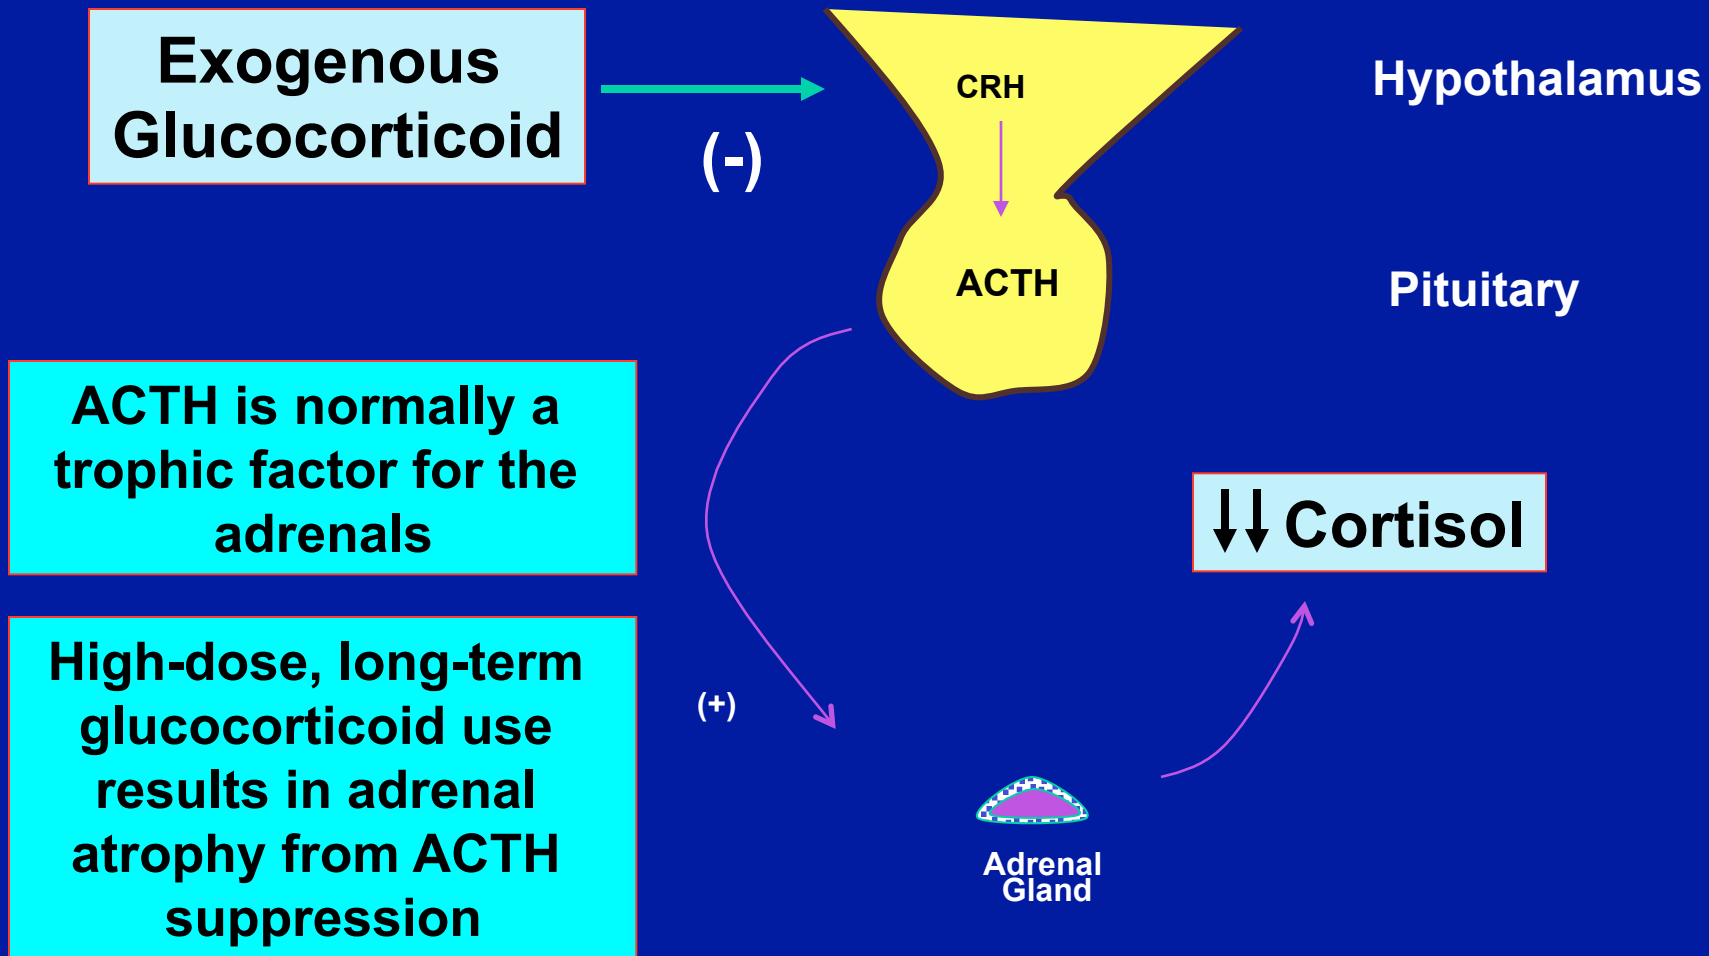 Exogenous
Glucocorticoid
(-)
CRH
Hypothalamus
ACTH
Pituitary
ACTH is normally a
trophic factor for the
adrenals
↓↓ Cortisol
High-dose, long-term
glucocorticoid use
results in adrenal
atrophy from ACTH
suppression
(+)
Adrenal
Gland